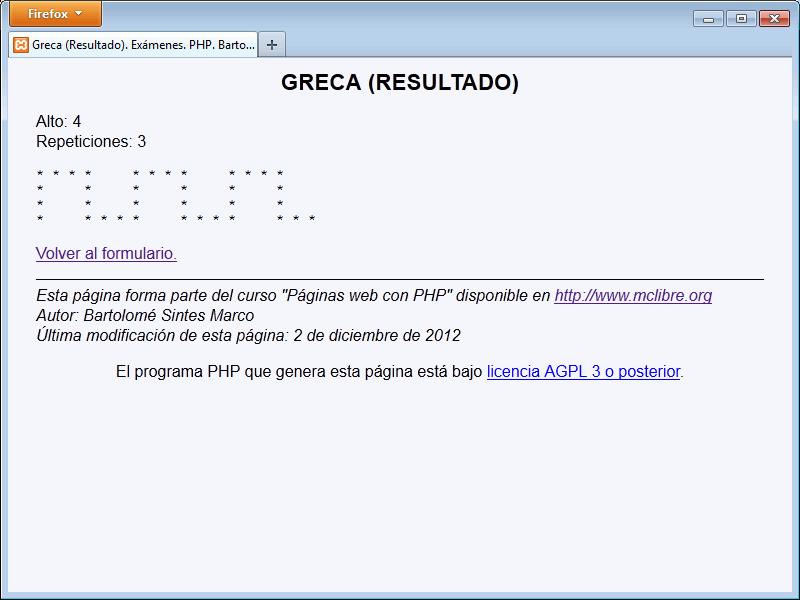 Firefox
Greca (Resultado). Exámenes. PHP. Barto...
GRECA (RESULTADO)
Alto: 4
Repeticiones: 3
* * * *     * * * *     * * * *
*     *     *     *     *     *
*     *     *     *     *     *
*     * * * *     * * * *     * * *
Volver al formulario.
Esta página forma parte del curso "Páginas web con PHP" disponible en http://www.mclibre.org
Autor: Bartolomé Sintes Marco
Última modificación de esta página: 2 de diciembre de 2012
El programa PHP que genera esta página está bajo licencia AGPL 3 o posterior.